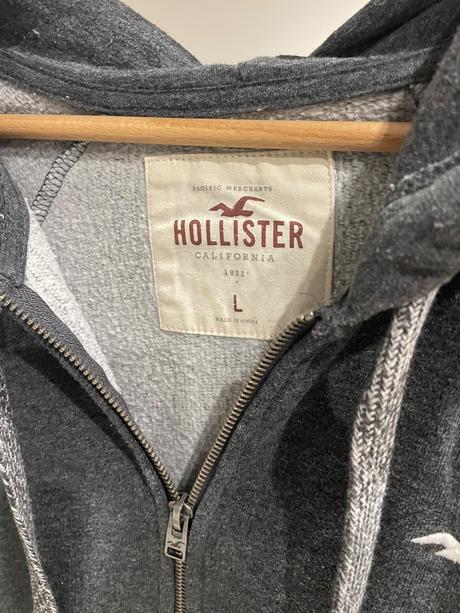 PACIFIC MERCHANTS
HOLLISTER
CALIFORNIA
1922
L
MADE IN CHINA